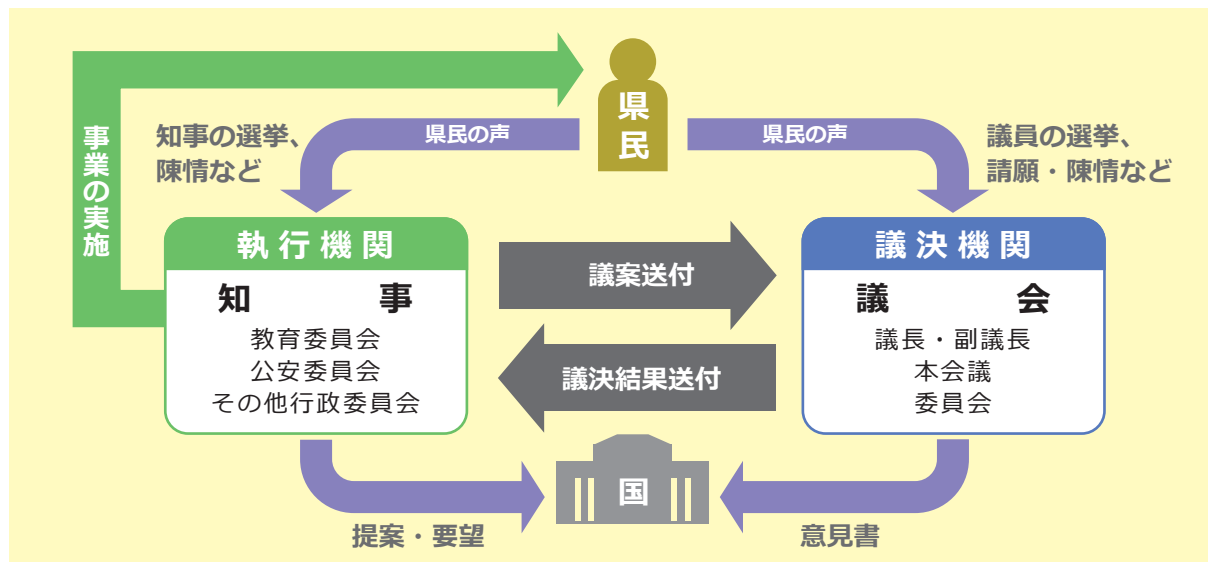 県民
事業の実施
知事の選挙、
陳情など
県民の声
県民の声
議員の選挙、
請願・陳情など
執行機関
知事
教育委員会
公安委員会
その他行政委員会
議案送付
議決結果送付
議決機関
議会
議長・副議長
本会議
委員会
国
提案・要望
意見書